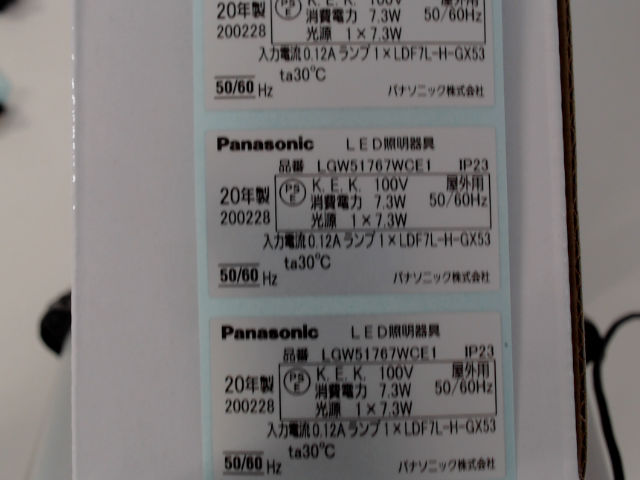 20年製 PSE K.E.K. 100V 屋外用
消費電力 7.3W 50/60Hz
200228 光源 1×7.3W
入力電流0.12A ランプ1×LDF7L-H-GX53
ta30℃
50/60 Hz パナソニック株式会社
Panasonic LED照明器具
品番 LGW51767WCE1 IP23
20年製 PSE K.E.K. 100V 屋外用
消費電力 7.3W 50/60Hz
200228 光源 1×7.3W
入力電流0.12A ランプ1×LDF7L-H-GX53
ta30℃
50/60 Hz パナソニック株式会社
Panasonic LED照明器具
品番 LGW51767WCE1 IP23
20年製 PSE K.E.K. 100V 屋外用
消費電力 7.3W 50/60Hz
200228 光源 1×7.3W
入力電流0.12A ランプ1×LDF7L-H-GX53
ta30℃
50/60 Hz パナソニック株式会社